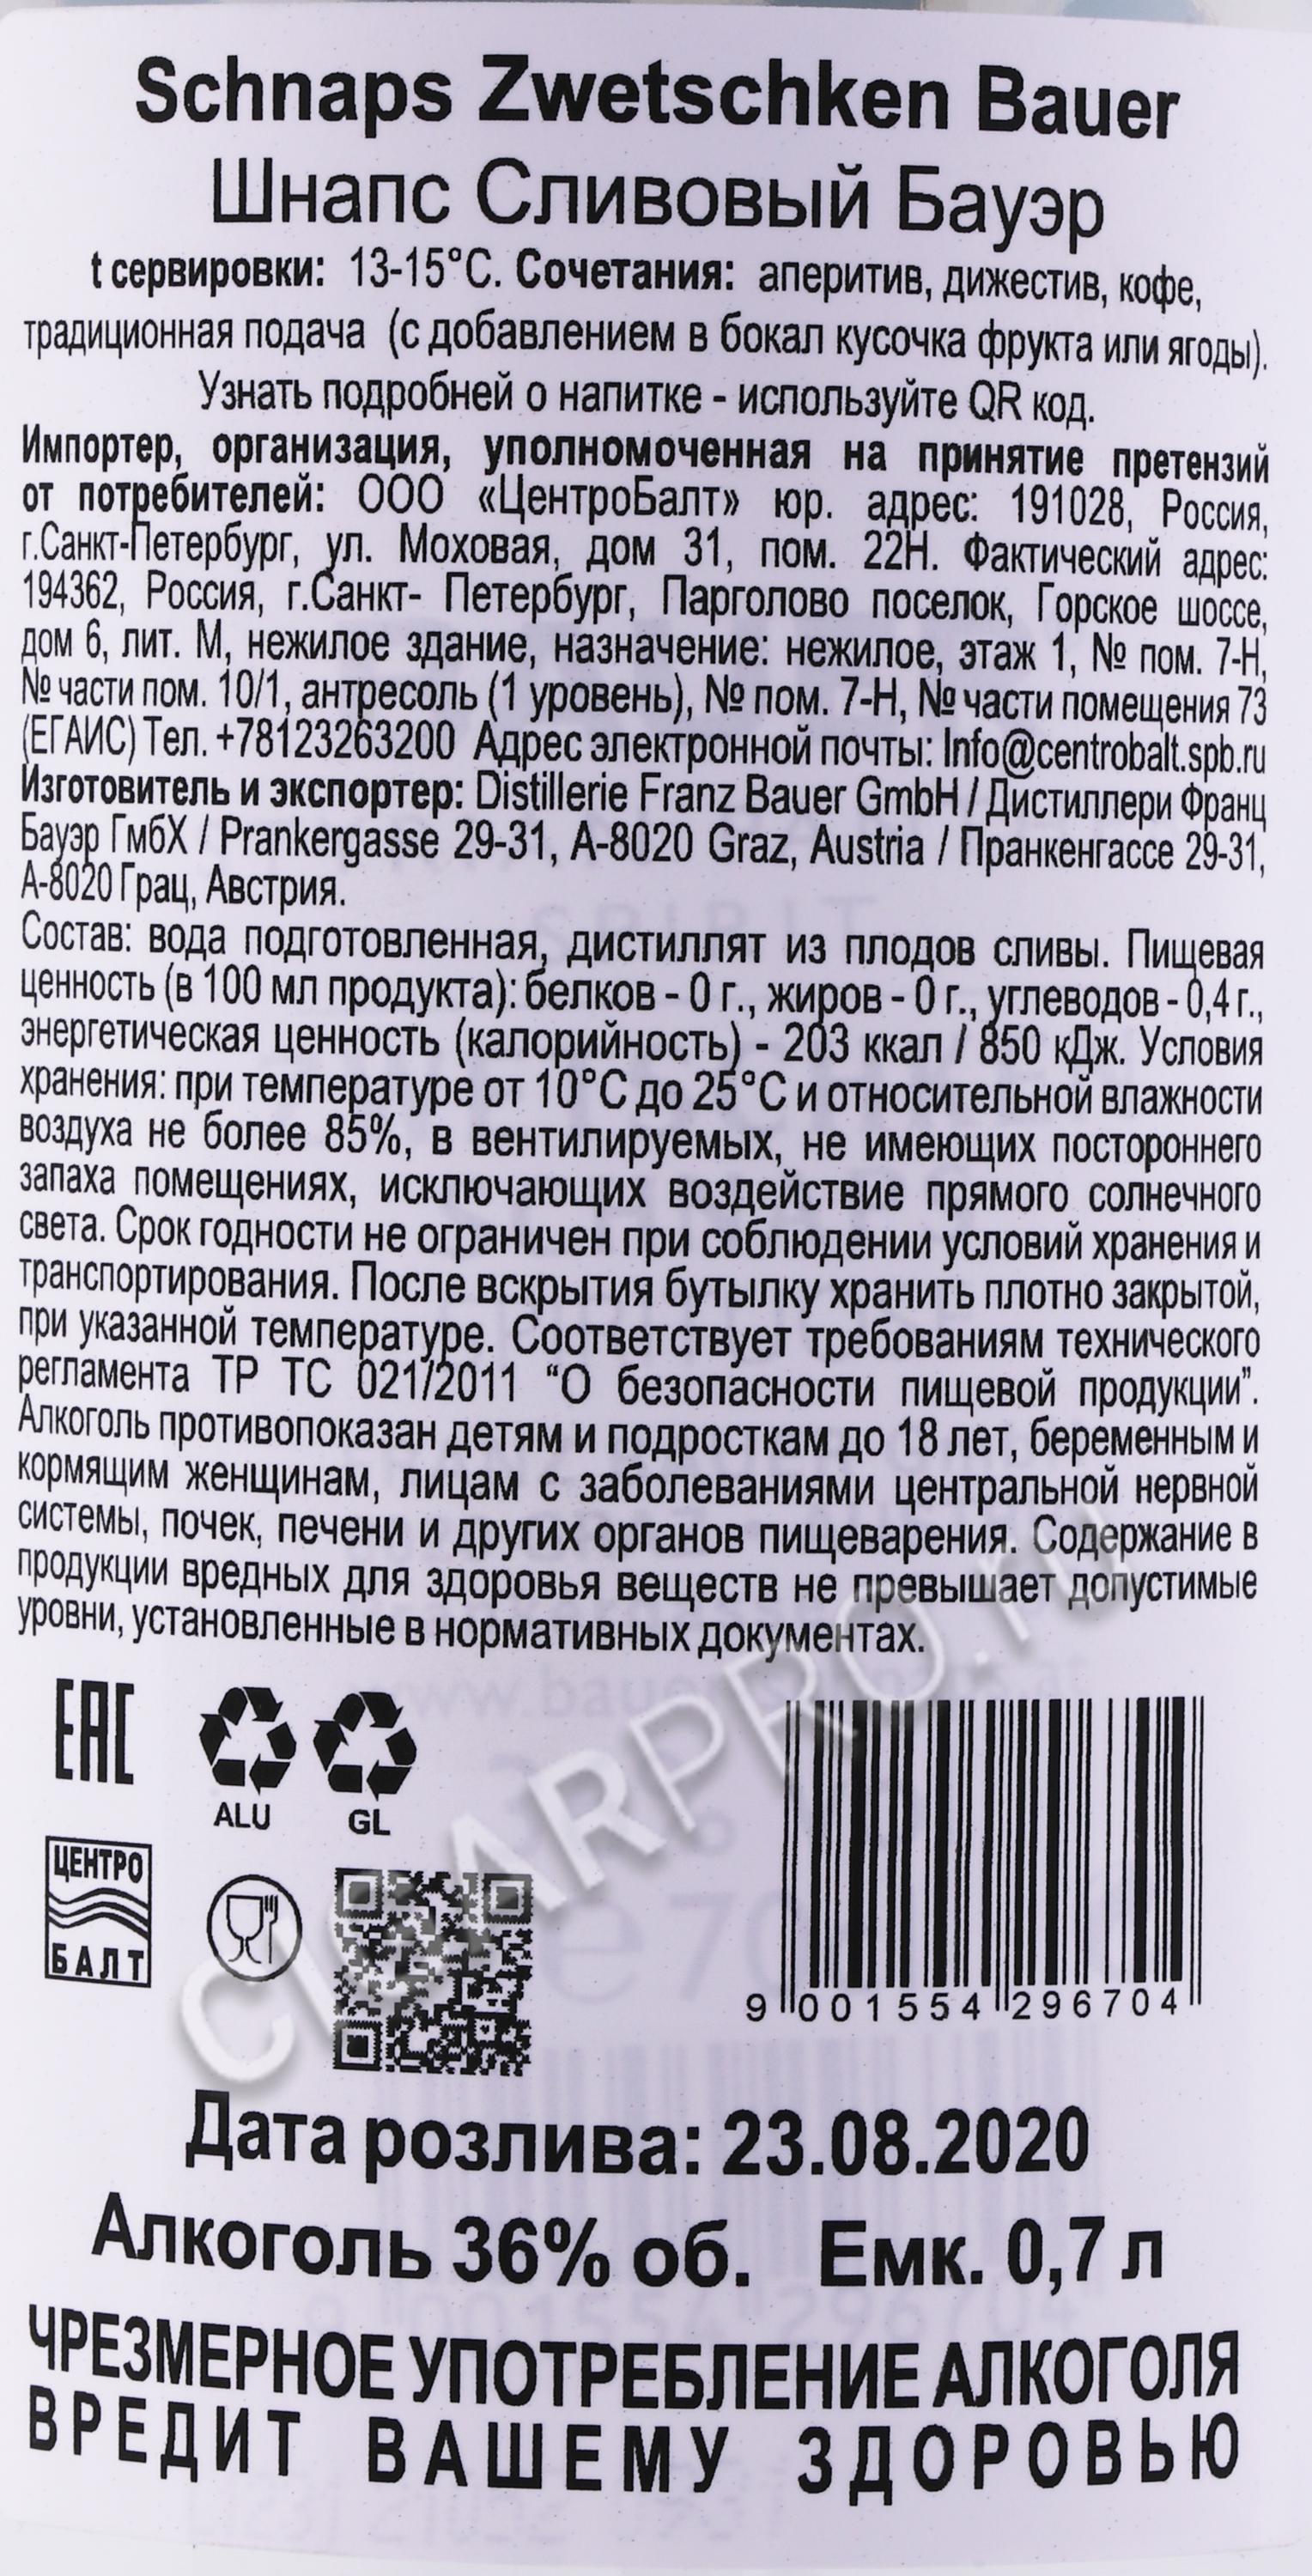 Schnaps Zwetschken Bauer
Шнапс Сливовый Бауэр
t сервировки: 13-15°C. Сочетания: аперитив, дижестив, кофе,
традиционная подача (с добавлением в бокал кусочка фрукта или ягоды).
Узнать подробней о напитке - используйте QR код.
Импортер, организация, уполномоченная на принятие претензий
от потребителей: ООО «ЦентроБалт» юр. адрес: 191028, Россия,
г.Санкт-Петербург, ул. Моховая, дом 31, пом. 22Н. Фактический адрес:
194362, Россия, г.Санкт- Петербург, Парголово поселок, Горское шоссе,
дом 6, лит. М, нежилое здание, назначение: нежилое, этаж 1, № пом. 7-Н,
№ части пом. 10/1, антресоль (1 уровень), № пом. 7-Н, № части помещения 73
(ЕГАИС) Тел. +78123263200 Адрес электронной почты: Info@centrobalt.spb.ru
Изготовитель и экспортер: Distillerie Franz Bauer GmbH / Дистиллери Франц
Бауэр ГмбХ / Prankergasse 29-31, A-8020 Graz, Austria / Пранкенгассе 29-31,
А-8020 Грац, Австрия.
Состав: вода подготовленная, дистиллят из плодов сливы. Пищевая
ценность (в 100 мл продукта): белков - 0 г., жиров - 0 г., углеводов - 0,4 г.,
энергетическая ценность (калорийность) - 203 ккал / 850 кДж. Условия
хранения: при температуре от 10°С до 25°С и относительной влажности
воздуха не более 85%, в вентилируемых, не имеющих постороннего
запаха помещениях, исключающих воздействие прямого солнечного
света. Срок годности не ограничен при соблюдении условий хранения и
транспортирования. После вскрытия бутылку хранить плотно закрытой,
при указанной температуре. Соответствует требованиям технического
регламента ТР ТС 021/2011 “О безопасности пищевой продукции”.
Алкоголь противопоказан детям и подросткам до 18 лет, беременным и
кормящим женщинам, лицам с заболеваниями центральной нервной
системы, почек, печени и других органов пищеварения. Содержание в
продукции вредных для здоровья веществ не превышает допустимые
уровни, установленные в нормативных документах.
EAC
ALU GL
ЦЕНТРО
БАЛТ
9 001554 296704
CIGARPRO.ru
Дата розлива: 23.08.2020
Алкоголь 36% об. Емк. 0,7 л
ЧРЕЗМЕРНОЕ УПОТРЕБЛЕНИЕ АЛКОГОЛЯ
ВРЕДИТ ВАШЕМУ ЗДОРОВЬЮ